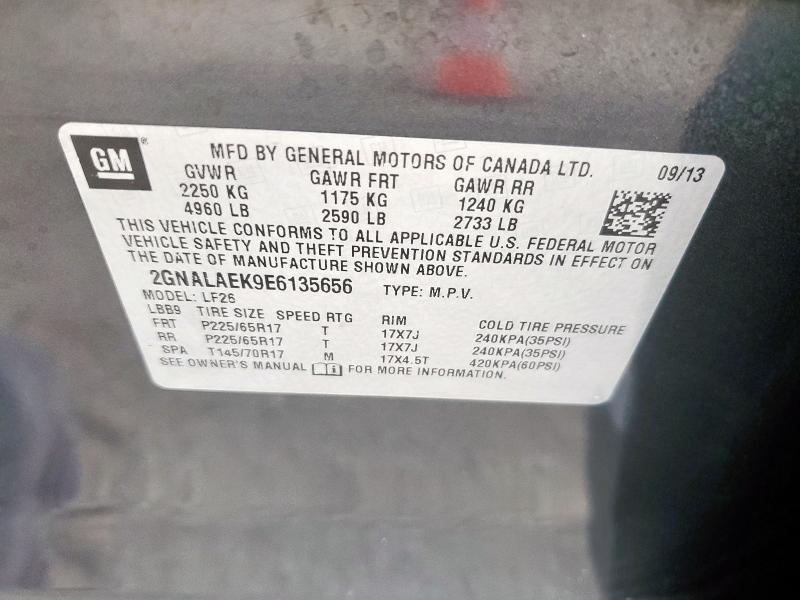 GM® MFD BY GENERAL MOTORS OF CANADA LTD. 09/13
GVWR GAWR FRT GAWR RR
2250 KG 1175 KG 1240 KG
4960 LB 2590 LB 2733 LB
THIS VEHICLE CONFORMS TO ALL APPLICABLE U.S. FEDERAL MOTOR
VEHICLE SAFETY AND THEFT PREVENTION STANDARDS IN EFFECT ON
THE DATE OF MANUFACTURE SHOWN ABOVE.
2GNALAEK9E6135656 TYPE: M.P.V.
MODEL: LF26
LBB9 TIRE SIZE SPEED RTG RIM COLD TIRE PRESSURE
FRT P225/65R17 T 17X7J 240KPA(35PSI)
RR P225/65R17 T 17X7J 240KPA(35PSI)
SPA T145/70R17 M 17X4.5T 420KPA(60PSI)
SEE OWNER'S MANUAL FOR MORE INFORMATION.